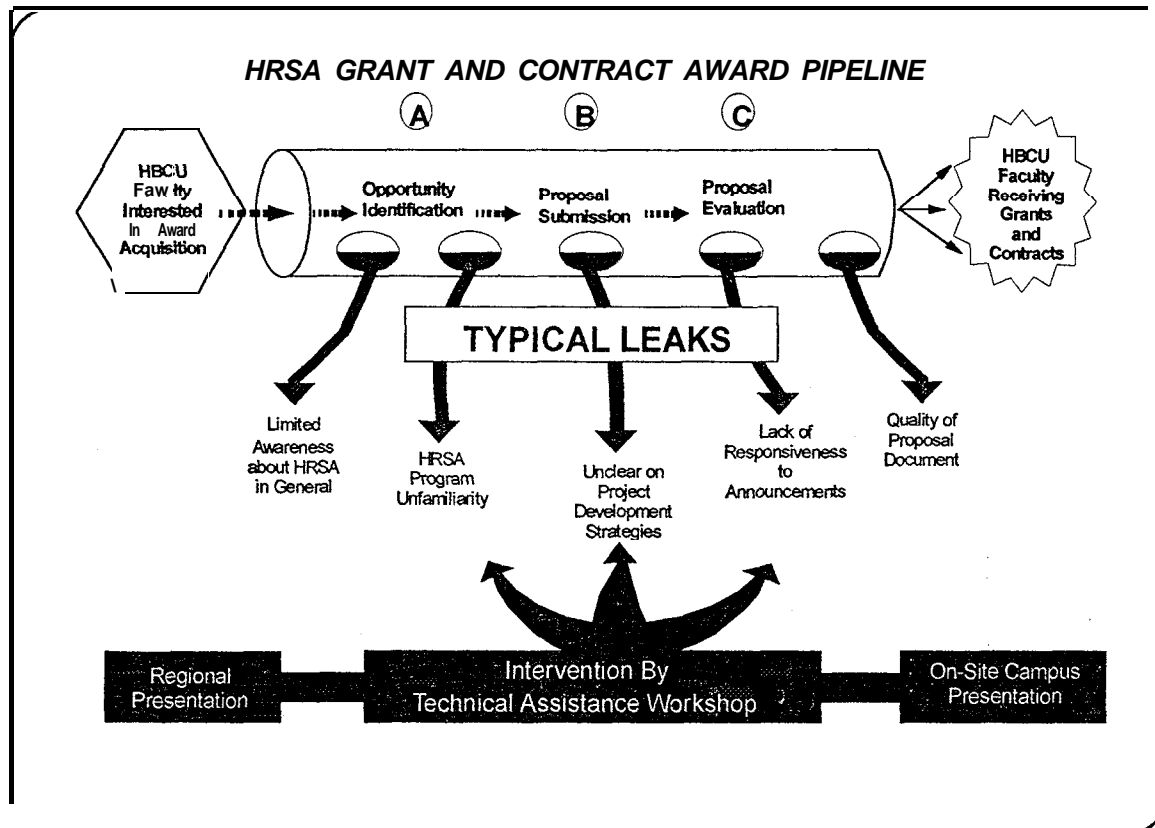 HRSA GRANT AND CONTRACT AWARD PIPELINE
A
B
C
HBCU
Faw lty
Interested
In Award
Acquisition
Opportunity
Identification
Proposal
Submission
Proposal
Evaluation
HBCU
Faculty
Receiving
Grants
and
Contracts
TYPICAL LEAKS
Limited
Awareness
about HRSA
in General
HRSA
Program
Unfamiliarity
Unclear on
Project
Development
Strategies
Lack of
Responsiveness
to
Announcements
Quality of
Proposal
Document
Regional
Presentation
Intervention By
Technical Assistance Workshop
On-Site Campus
Presentation